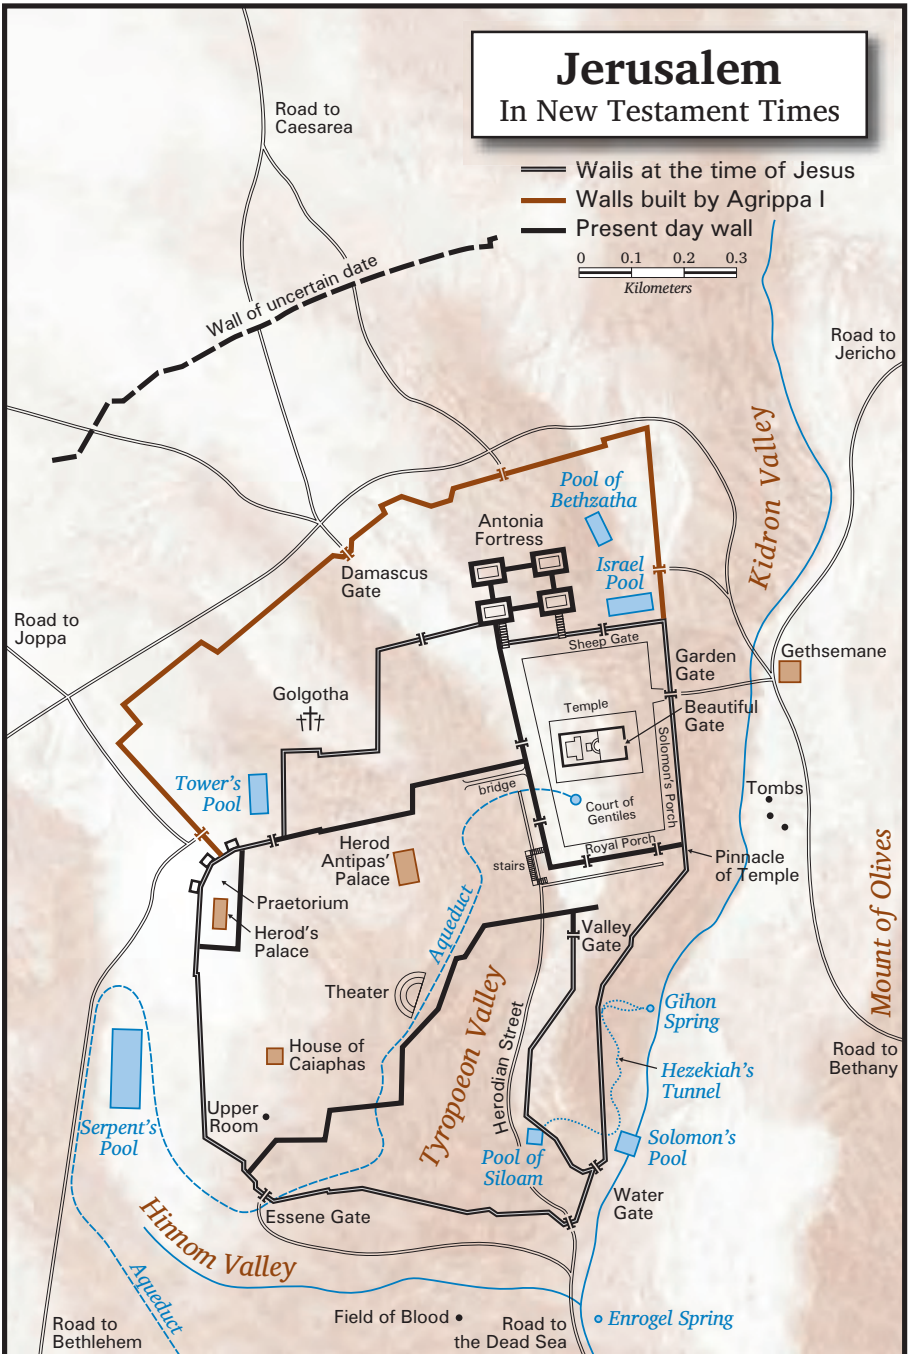 Jerusalem
In New Testament Times
Walls at the time of Jesus
Walls built by Agrippa I
Present day wall
0 0.1 0.2 0.3
Kilometers
Road to
Caesarea
Wall of uncertain date
Road to
Jericho
Kidron Valley
Pool of
Bethzatha
Antonia
Fortress
Israel
Pool
Damascus
Gate
Road to
Joppa
Sheep Gate
Garden
Gate
Gethsemane
Golgotha
Temple
Beautiful
Gate
Solomon's Porch
Tower's
Pool
bridge
Court of
Gentiles
Tombs
Herod
Antipas'
Palace
Royal Porch
stairs
Pinnacle
of Temple
Mount of Olives
Praetorium
Herod's
Palace
Aqueduct
Valley
Gate
Theater
Tyropoeon Valley
Herodian Street
Gihon
Spring
House of
Caiaphas
Hezekiah's
Tunnel
Road to
Bethany
Upper
Room
Serpent's
Pool
Pool of
Siloam
Solomon's
Pool
Water
Gate
Essene Gate
Hinnom Valley
Aqueduct
Road to
Bethlehem
Field of Blood
Road to
the Dead Sea
Enrogel Spring